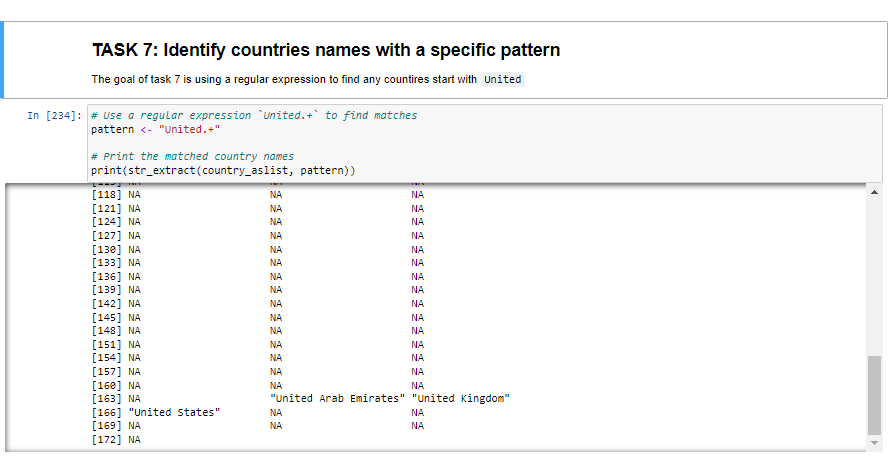 TASK 7: Identify countries names with a specific pattern
The goal of task 7 is using a regular expression to find any countires start with United
In [234]: # Use a regular expression `United.+` to find matches
pattern <- "United.+"
# Print the matched country names
print(str_extract(country_aslist, pattern))
[118] NA NA NA
[121] NA NA NA
[124] NA NA NA
[127] NA NA NA
[130] NA NA NA
[133] NA NA NA
[136] NA NA NA
[139] NA NA NA
[142] NA NA NA
[145] NA NA NA
[148] NA NA NA
[151] NA NA NA
[154] NA NA NA
[157] NA NA NA
[160] NA NA NA
[163] NA "United Arab Emirates" "United Kingdom"
[166] "United States" NA NA
[169] NA NA NA
[172] NA